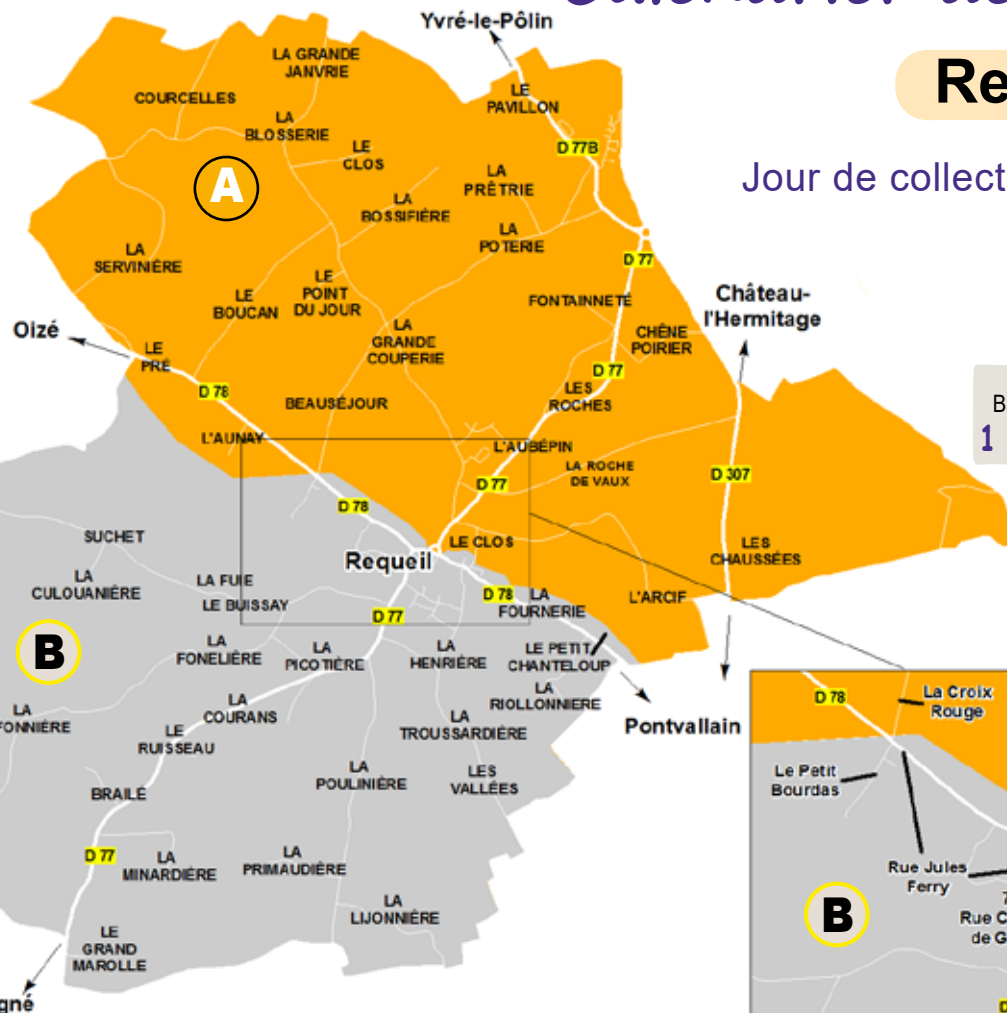 Yvré-le-Pôlin
Re
Jour de collect
LA GRANDE
JANVRIE
COURCELLES
LE
PAVILLON
LA
BLOSSERIE
D 77B
LE
CLOS
A
LA
PRÊTRIE
LA
BOSSIFIÈRE
LA
POTERIE
LA
SERVINIÈRE
D 77
LE
POINT
DU JOUR
LE
BOUCAN
FONTAINNETÉ
Château-
l'Hermitage
Oizé
LA
GRANDE
COUPERIE
CHÊNE
POIRIER
LE
PRÉ
D 77
D 78
LES
ROCHES
BEAUSÉJOUR
B
1
L'AUNAY
L'AUBÉPIN
LA ROCHE
DE VAUX
D 307
D 77
D 78
SUCHET
LE CLOS
LES
CHAUSSÉES
Requeil
LA
CULOUANIÈRE
LA FUIE
LE BUISSAY
D 78
LA
FOURNERIE
L'ARCIF
D 77
B
LA
FONELIÈRE
LA
PICOTIÈRE
LA
HENRIÈRE
LE PETIT
CHANTELOUP
LA
RIOLLONNIERE
LA
COURANS
LA
FONNIÈRE
LE
RUISSEAU
LA
TROUSSARDIÈRE
Pontvallain
D 78
La Croix
Rouge
BRAILE
LA
POULINIÈRE
LES
VALLÉES
Le Petit
Bourdas
D 77
LA
MINARDIÈRE
LA
PRIMAUDIÈRE
Rue Jules
Ferry
B
7
Rue C
de G
LA
LIJONNIÈRE
LE
GRAND
MAROLLE
gné
D